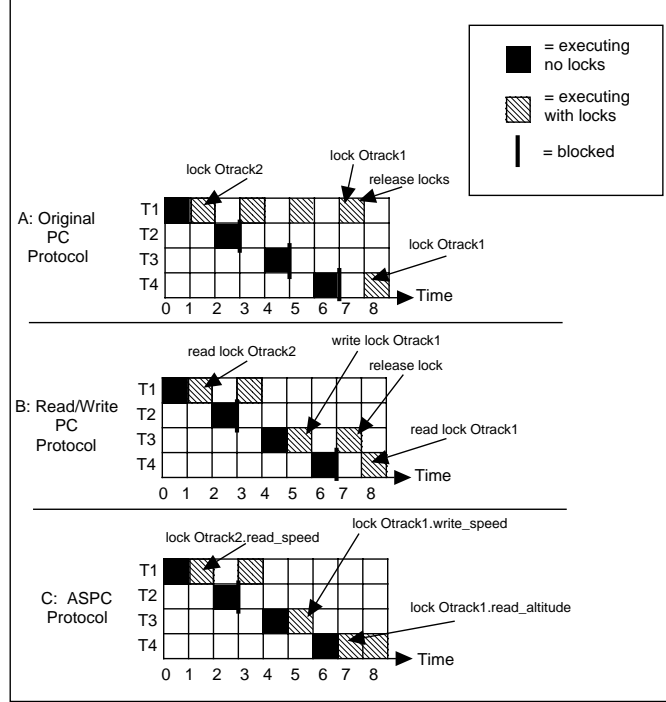 = executing
no locks
= executing
with locks
= blocked
lock Otrack1
lock Otrack2
release locks
A: Original
PC
Protocol
T1
T2
T3
T4
lock Otrack1
Time
0 1 2 3 4 5 6 7 8
write lock Otrack1
read lock Otrack2
release lock
B: Read/Write
PC
Protocol
T1
T2
T3
T4
read lock Otrack1
Time
0 1 2 3 4 5 6 7 8
lock Otrack1.write_speed
lock Otrack2.read_speed
C: ASPC
Protocol
T1
T2
T3
T4
lock Otrack1.read_altitude
Time
0 1 2 3 4 5 6 7 8